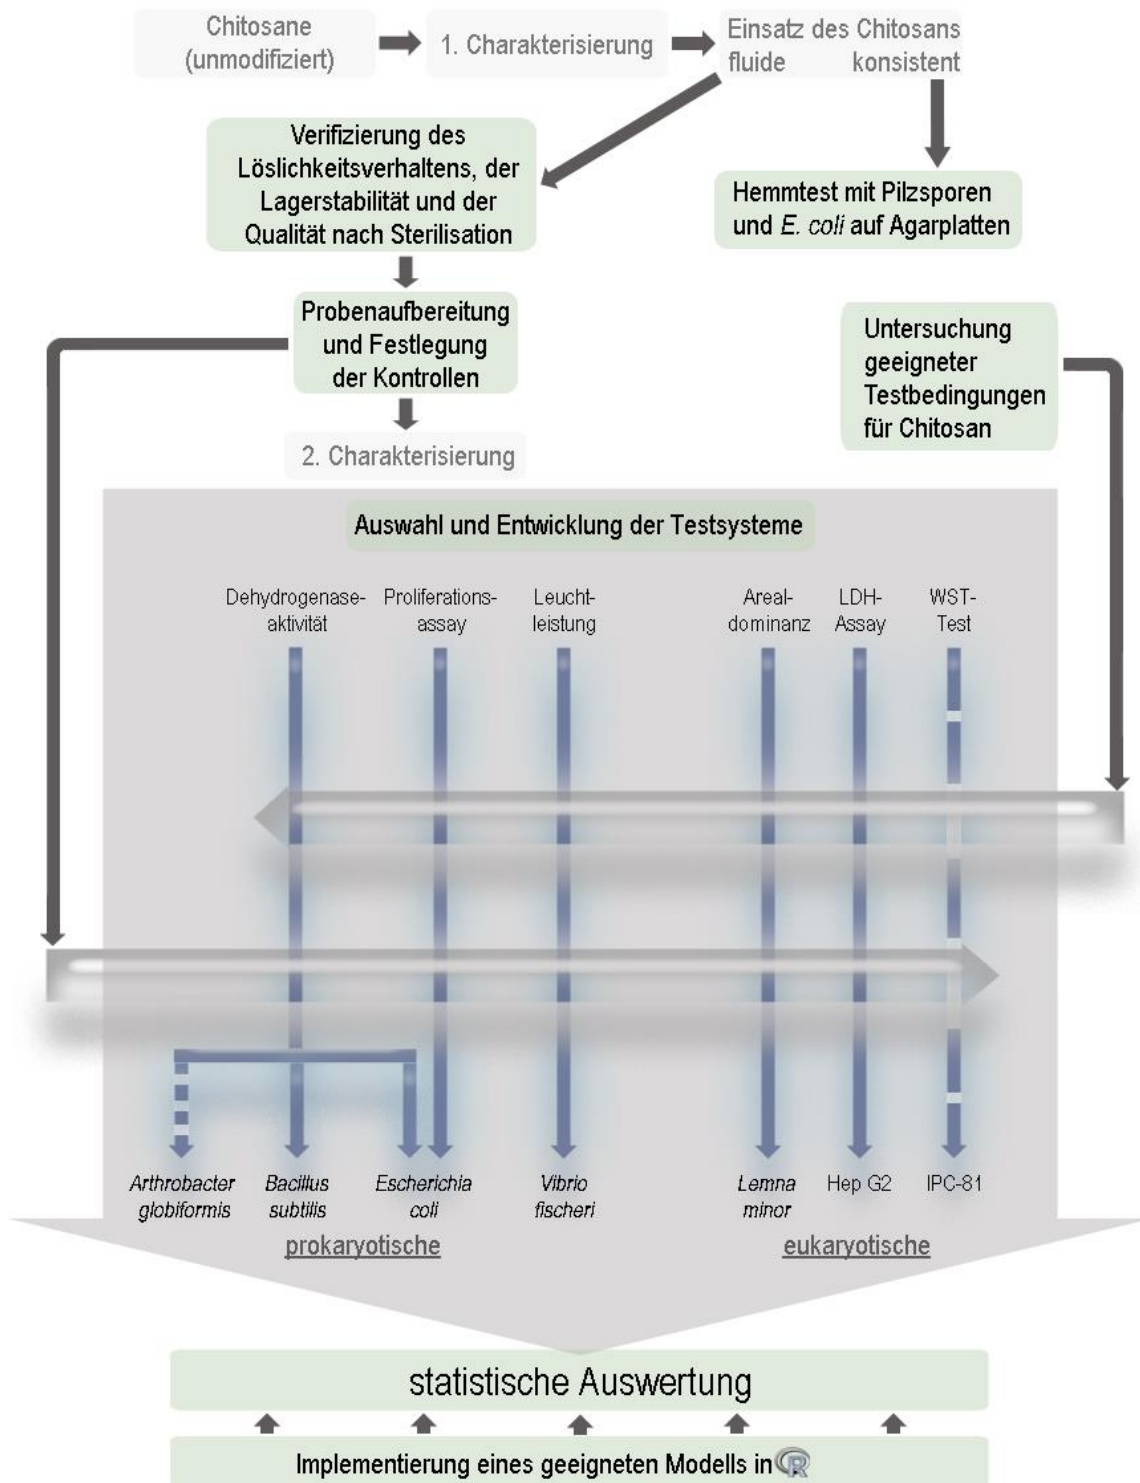 Chitosane
(unmodifiziert)
1. Charakterisierung
Einsatz des Chitosans
fluide konsistent
Verifizierung des
Löslichkeitsverhaltens, der
Lagerstabilität und der
Qualität nach Sterilisation
Hemmtest mit Pilzsporen
und E. coli auf Agarplatten
Probenaufbereitung
und Festlegung
der Kontrollen
Untersuchung
geeigneter
Testbedingungen
für Chitosan
2. Charakterisierung
Auswahl und Entwicklung der Testsysteme
Dehydrogenase-
aktivität
Proliferations-
assay
Leucht-
leistung
Areal-
dominanz
LDH-
Assay
WST-
Test
Arthrobacter
globiformis
Bacillus
subtilis
Escherichia
coli
Vibrio
fischeri
Lemna
minor
Hep G2
IPC-81
prokaryotische
eukaryotische
statistische Auswertung
Implementierung eines geeigneten Modells in R